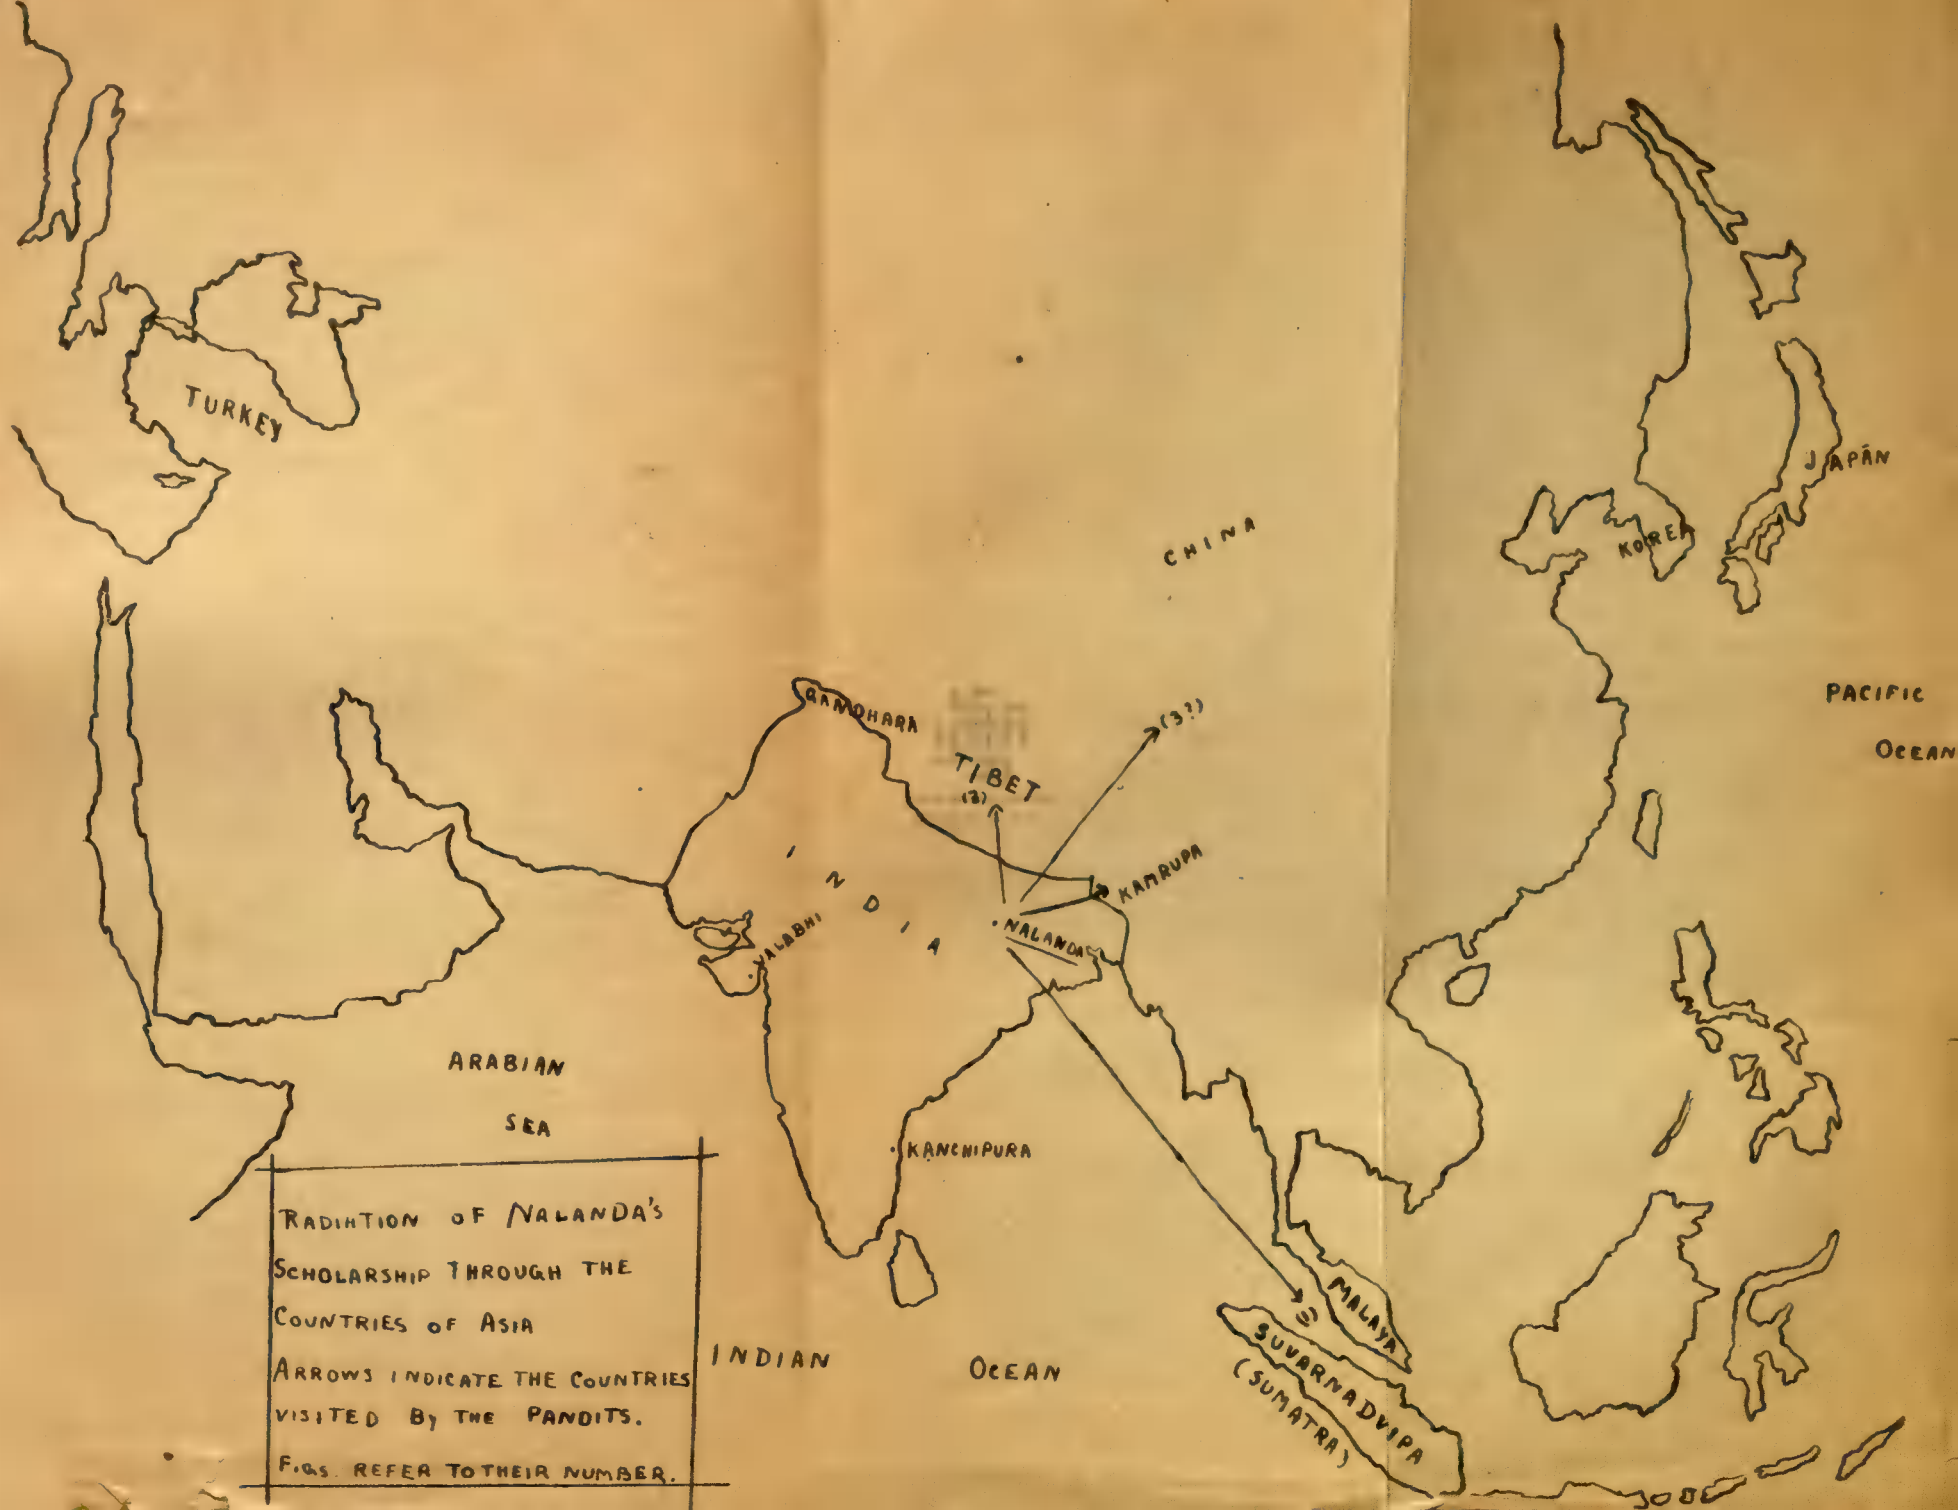 TURKEY
JAPÁN
CHINA
KOREA
PACIFIC
OCEAN
GANDHARA
TIBET
(3?)
KAMRUPA
INDIA
VALABHI
NALANDA
ARABIAN
SEA
KANCHIPURA
MALAYA
SUVARNADVIPA
(SUMATRA)
INDIAN OCEAN
RADIATION OF NALANDA'S
SCHOLARSHIP THROUGH THE
COUNTRIES OF ASIA
ARROWS INDICATE THE COUNTRIES
VISITED By THE PANDITS.
FIGS. REFER TO THEIR NUMBER.